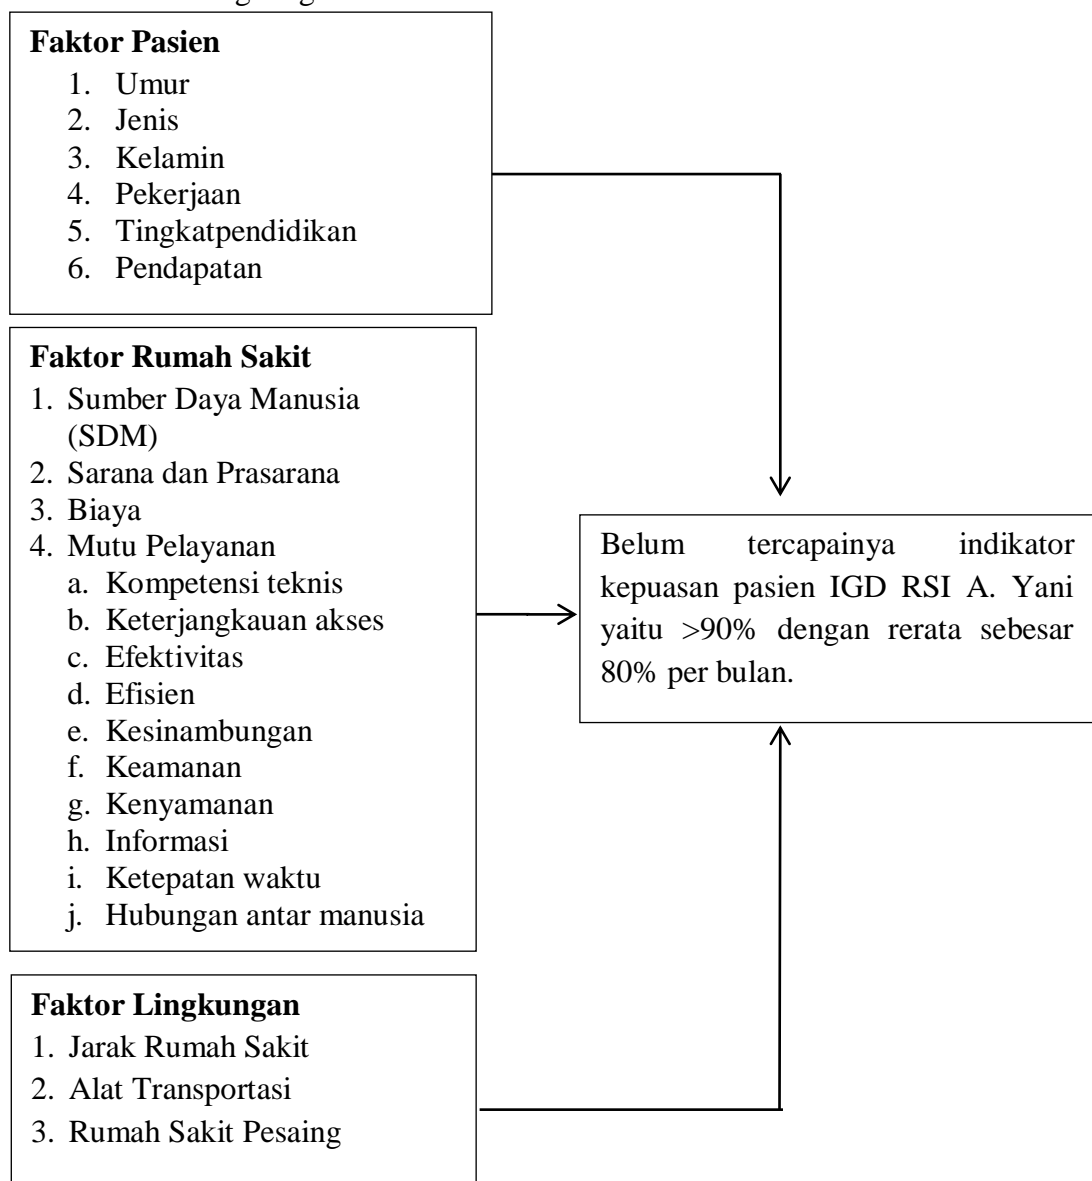 Faktor Pasien
1. Umur
2. Jenis
3. Kelamin
4. Pekerjaan
5. Tingkatpendidikan
6. Pendapatan
Faktor Rumah Sakit
1. Sumber Daya Manusia
(SDM)
2. Sarana dan Prasarana
3. Biaya
4. Mutu Pelayanan
a. Kompetensi teknis
b. Keterjangkauan akses
c. Efektivitas
d. Efisien
e. Kesinambungan
f. Keamanan
g. Kenyamanan
h. Informasi
i. Ketepatan waktu
j. Hubungan antar manusia
Belum tercapainya indikator
kepuasan pasien IGD RSI A. Yani
yaitu >90% dengan rerata sebesar
80% per bulan.
Faktor Lingkungan
1. Jarak Rumah Sakit
2. Alat Transportasi
3. Rumah Sakit Pesaing